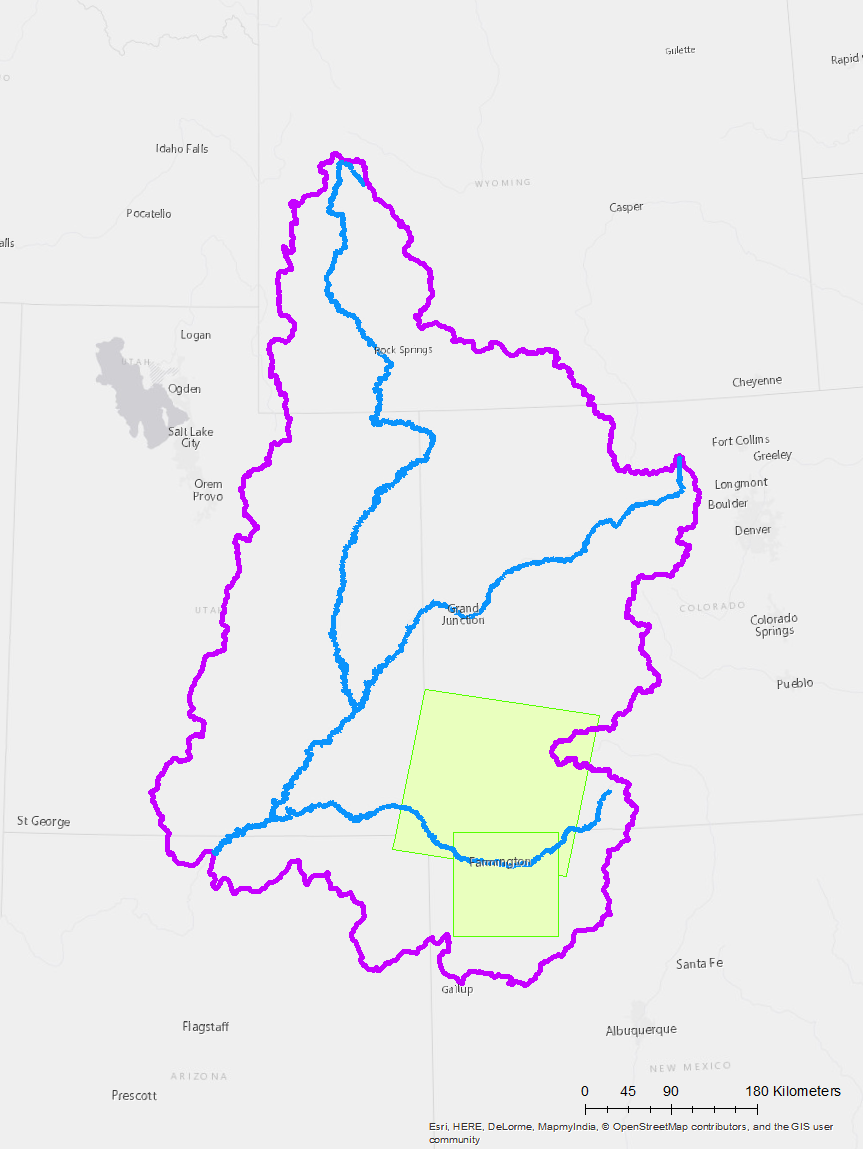 Gillette
Rapid
Idaho Falls
WYOMING
Casper
Pocatello
alls
Logan
Rock Springs
UTAH
Ogden
Cheyenne
Salt Lake
City
Fort Collins
Greeley
Orem
Provo
Longmont
Boulder
Denver
UTAH
Grand
Junction
COLORADO
Colorado
Springs
Pueblo
St George
Farmington
Santa Fe
Gallup
Flagstaff
Albuquerque
NEW MEXICO
ARIZONA
Prescott
0 45 90 180 Kilometers
Esri, HERE, DeLorme, MapmyIndia, © OpenStreetMap contributors, and the GIS user
community